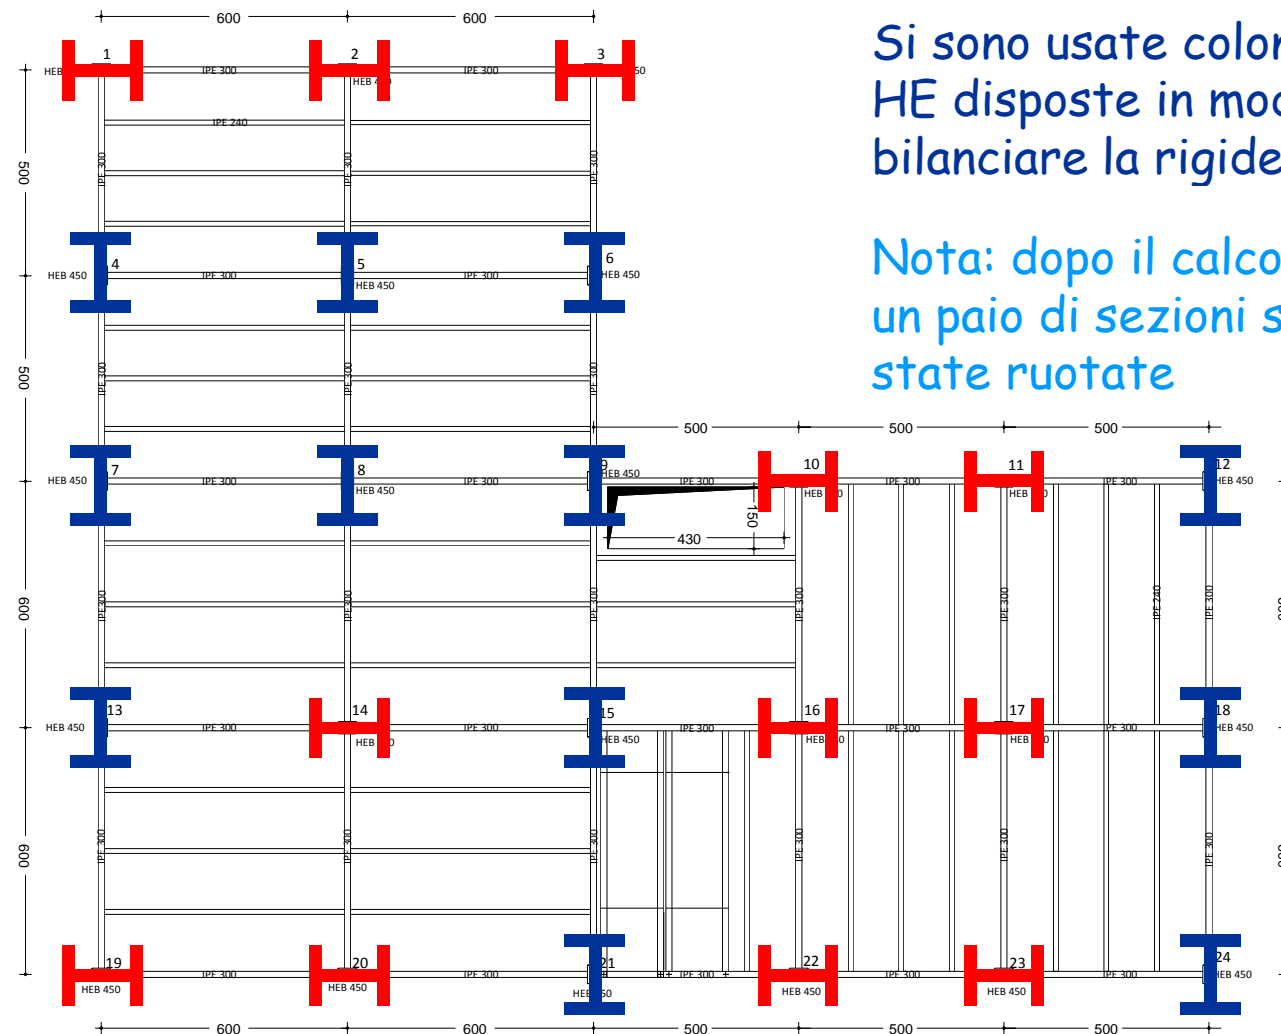 600 600
1 2 3
HEB IPE 300 HEB 4 IPE 300 50
Si sono usate
HE disposte in
bilanciare la
IPE 240
500
IPE 300 IPE 300 IPE 300
Nota: dopo il
un paio di sezioni
state ruotate
4 5 6
HEB 450 IPE 300 HEB 450 IPE 300 HEB 450
500
IPE 300 IPE 300 IPE 300
500 500 500
7 8 9 10 11 12
HEB 450 IPE 300 HEB 450 IPE 300 HEB 450 IPE 300 HEB IPE 300 HEB IPE 300 HEB 450
150
430
600
IPE 300 IPE 300 IPE 300 IPE 300 IPE 300 IPE 240 IPE 300
13 14 15 16 17 18
HEB 450 IPE 300 HEB 0 IPE 300 HEB 450 IPE 300 HEB 0 IPE 300 HEB 0 IPE 300 HEB 450
600
IPE 300 IPE 300 IPE 300 IPE 300 IPE 300 IPE 300
19 20 21 22 23 24
HEB 450 IPE 300 HEB 450 IPE 300 HEB 450 IPE 300 HEB 450 IPE 300 HEB 450 IPE 300 HEB 450
600 600 500 500 500